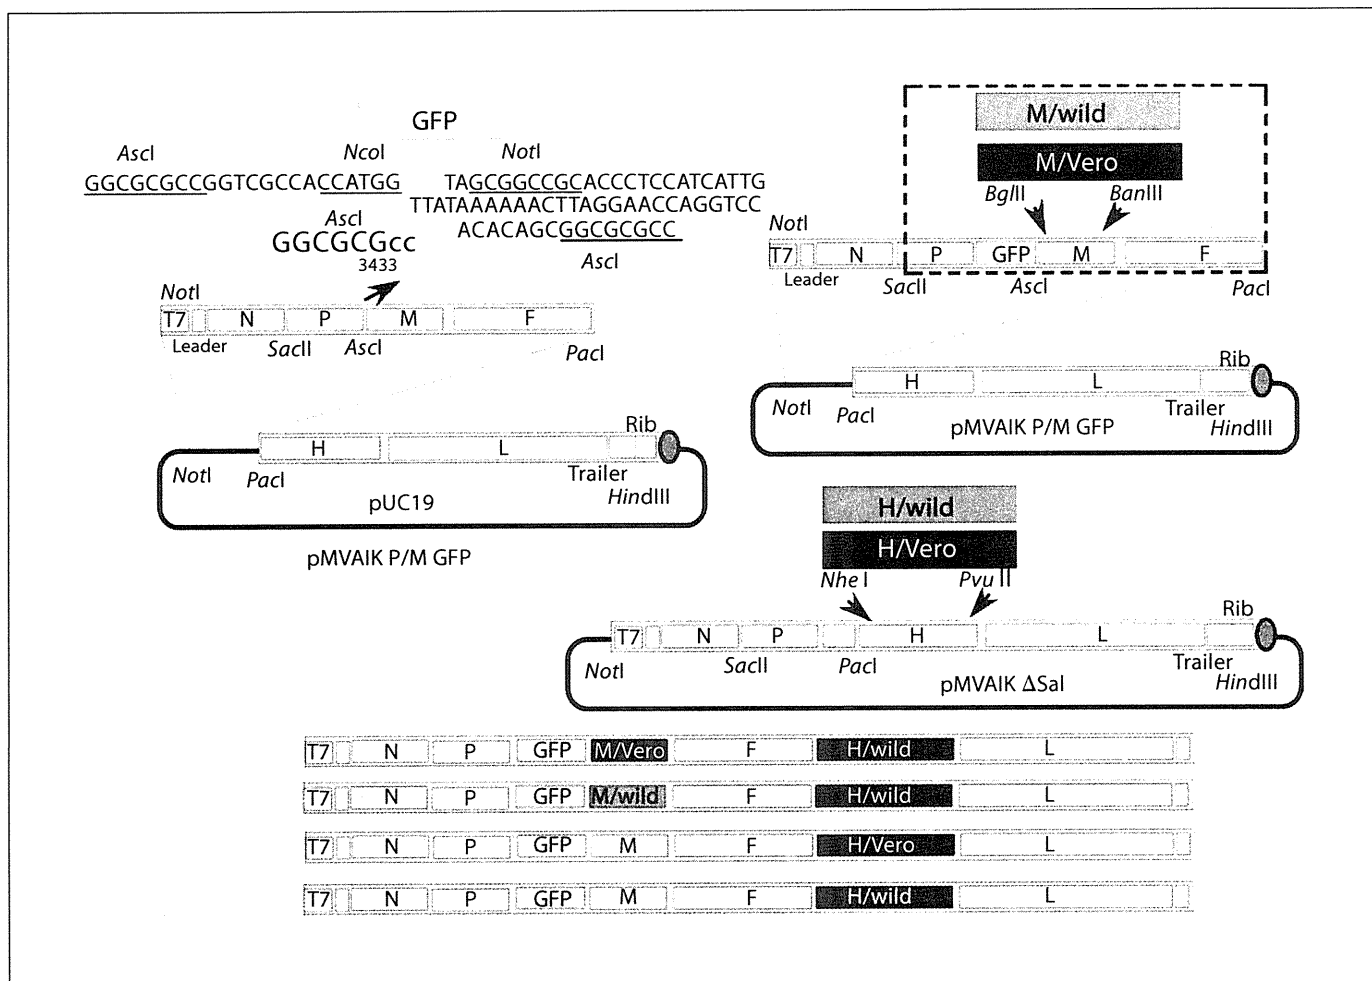 GFP
AscI NcoI NotI
GGCGCGCCGGTCGCCACCATGG TAGCGGCCGCACCCTCCATCATTG
TTATAAAAAACTTAGGAACCAGGTCC
ACACAGCGGCGCGCC
AscI
AscI
GGCGCGcc
3433
NotI
T7 N P M F
Leader SacII AscI PacI
Rib
H L
NotI PacI Trailer
HindIII
pUC19
pMVAIK P/M GFP
M/wild
M/Vero
BglII BanIII
NotI
T7 N P GFP M F
Leader SacII AscI PacI
Rib
H L
NotI PacI Trailer
HindIII
pMVAIK P/M GFP
H/wild
H/Vero
Nhe I Pvu II
Rib
T7 N P H L
NotI SacII PacI Trailer
HindIII
pMVAIK ΔSal
T7 N P GFP M/Vero F H/wild L
T7 N P GFP M/wild F H/wild L
T7 N P GFP M F H/Vero L
T7 N P GFP M F H/wild L